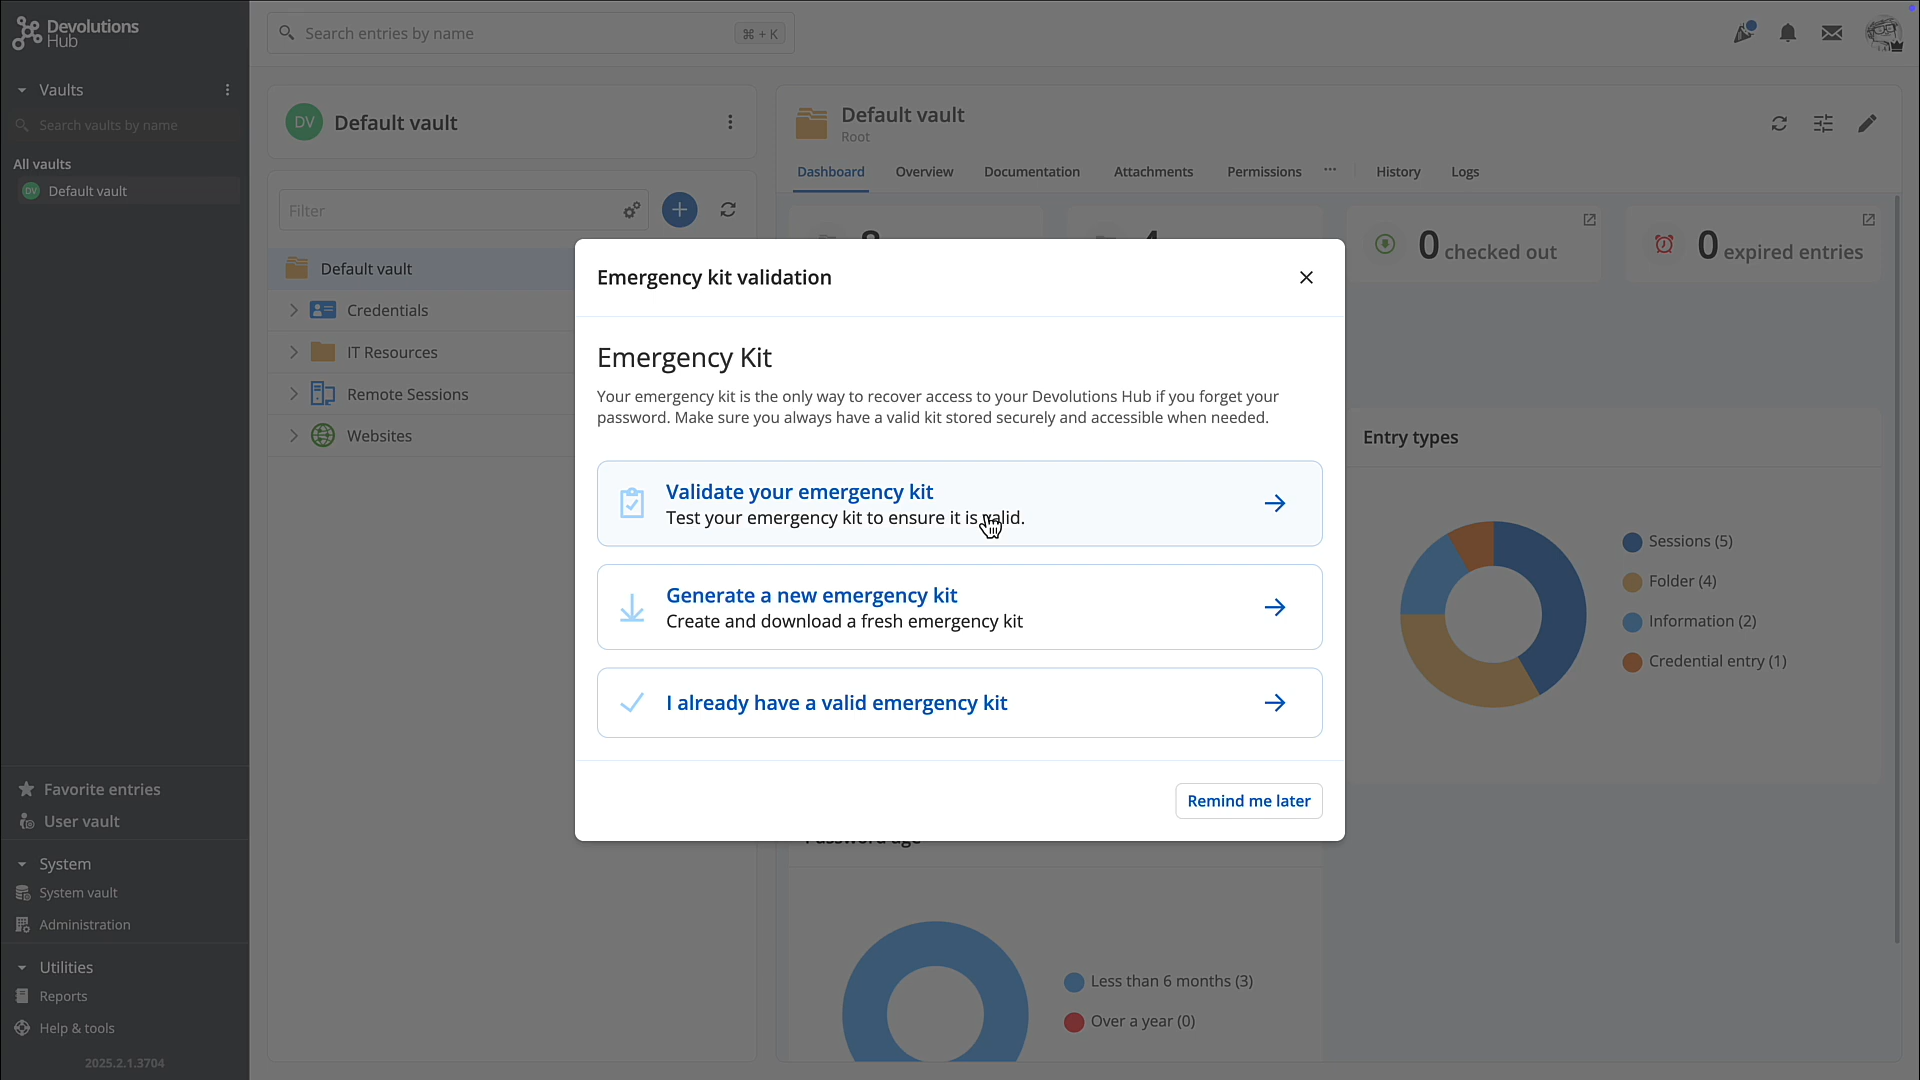 Devolutions
Hub
Search entries by name
⌘ + K
Vaults
Search vaults by name
All vaults
DV Default vault
Favorite entries
User vault
System
System vault
Administration
Utilities
Reports
Help & tools
2025.2.1.3704
DV Default vault
Filter
Default vault
Credentials
IT Resources
Remote Sessions
Websites
Default vault
Root
Dashboard Overview Documentation Attachments Permissions ... History Logs
0 checked out
0 expired entries
Emergency kit validation
Emergency Kit
Your emergency kit is the only way to recover access to your Devolutions Hub if you forget your
password. Make sure you always have a valid kit stored securely and accessible when needed.
Validate your emergency kit
Test your emergency kit to ensure it is valid.
Generate a new emergency kit
Create and download a fresh emergency kit
I already have a valid emergency kit
Remind me later
Entry types
Sessions (5)
Folder (4)
Information (2)
Credential entry (1)
Password age
Less than 6 months (3)
Over a year (0)